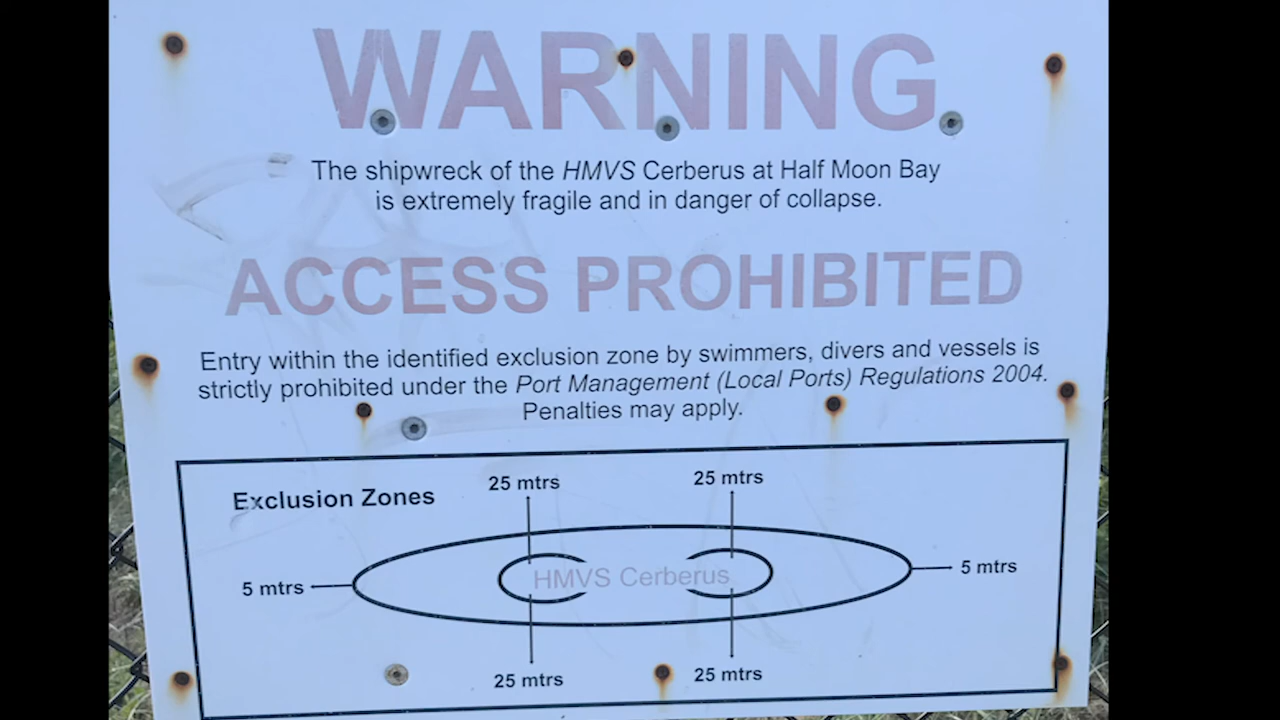 WARNING
The shipwreck of the HMVS Cerberus at Half Moon Bay
is extremely fragile and in danger of collapse.
ACCESS PROHIBITED
Entry within the identified exclusion zone by swimmers, divers and vessels is
strictly prohibited under the Port Management (Local Ports) Regulations 2004.
Penalties may apply.
Exclusion Zones
25 mtrs 25 mtrs
5 mtrs HMVS Cerberus 5 mtrs
25 mtrs 25 mtrs